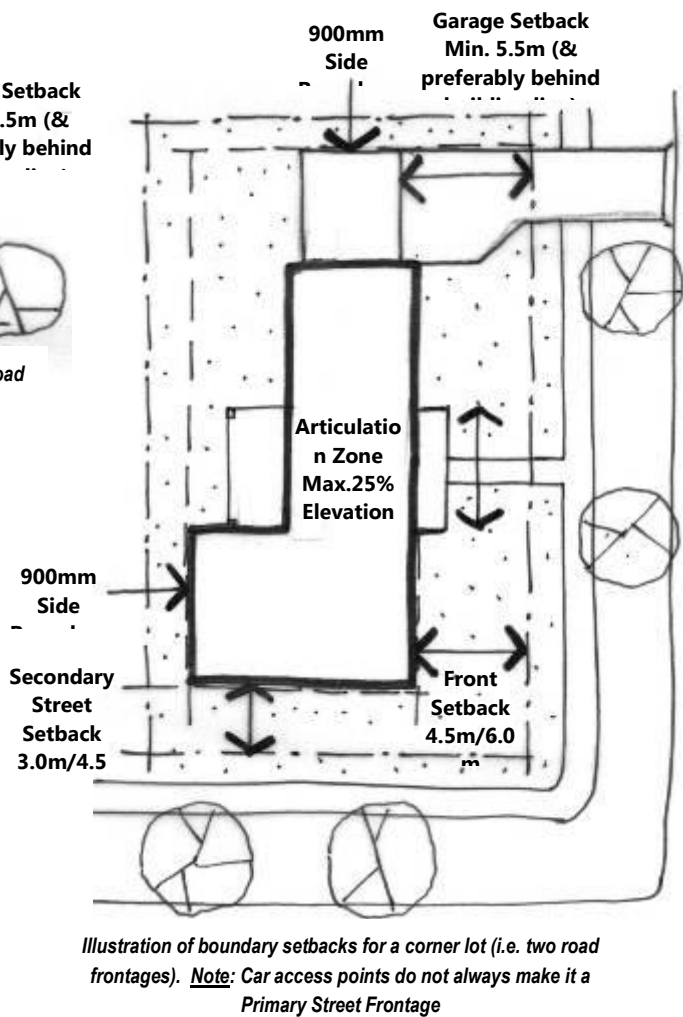 900mm
Side
Garage Setback
Min. 5.5m (&
preferably behind
Setback
.5m (&
ly behind
oad
Articulatio
n Zone
Max.25%
Elevation
900mm
Side
Secondary
Street
Setback
3.0m/4.5
Front
Setback
4.5m/6.0
m
Illustration of boundary setbacks for a corner lot (i.e. two road
frontages). Note: Car access points do not always make it a
Primary Street Frontage